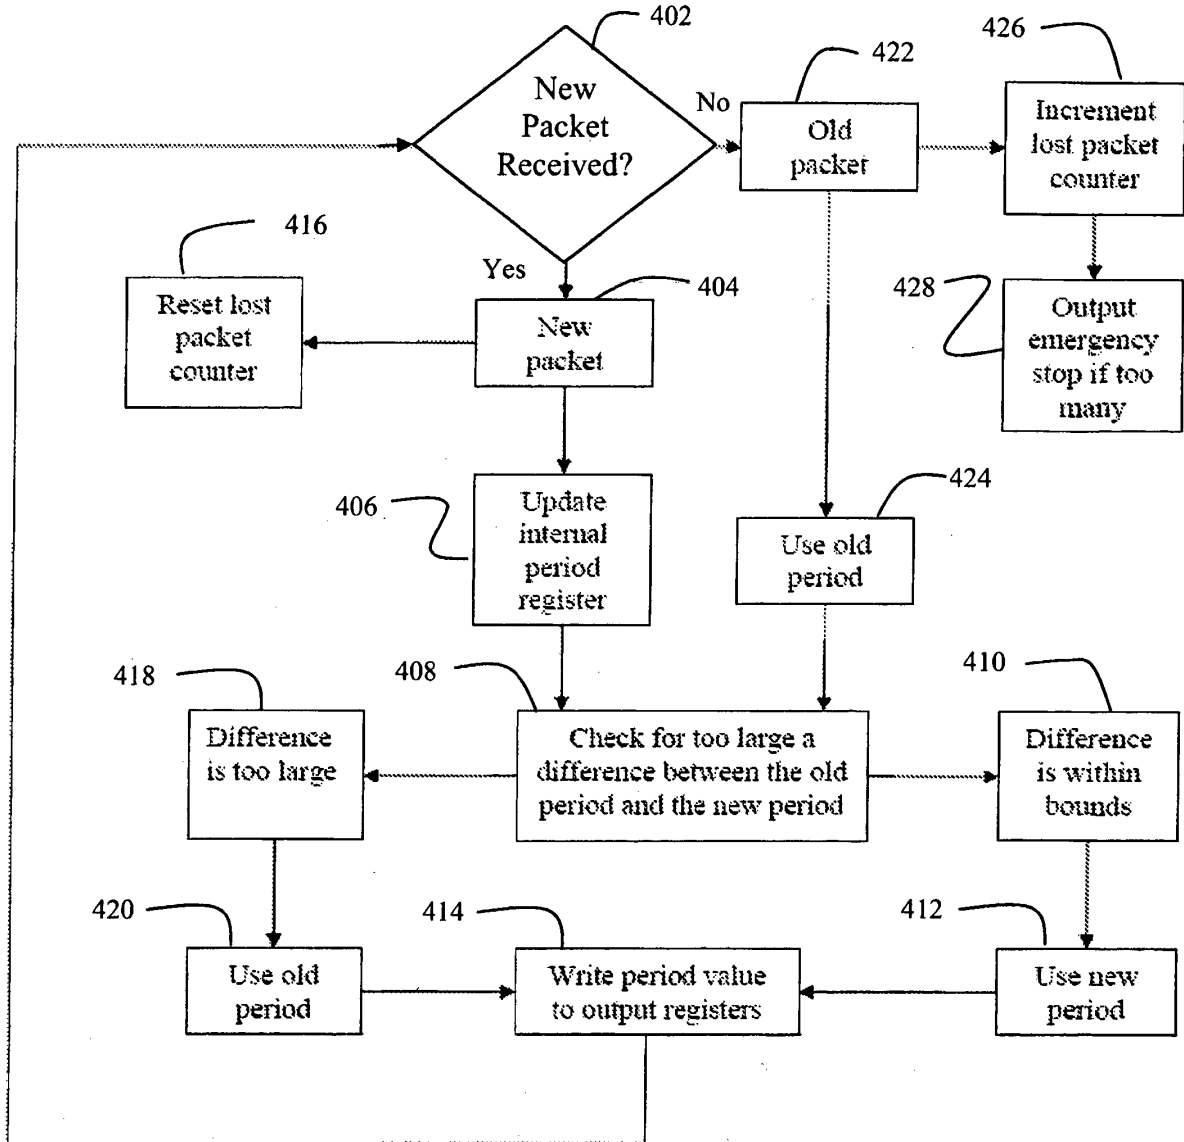 402
New
Packet
Received?
No
422
Old
packet
426
Increment
lost packet
counter
416
Reset lost
packet
counter
Yes
404
New
packet
428
Output
emergency
stop if too
many
406
Update
internal
period
register
424
Use old
period
418
Difference
is too large
408
Check for too large a
difference between the old
period and the new period
410
Difference
is within
bounds
420
Use old
period
414
Write period value
to output registers
412
Use new
period